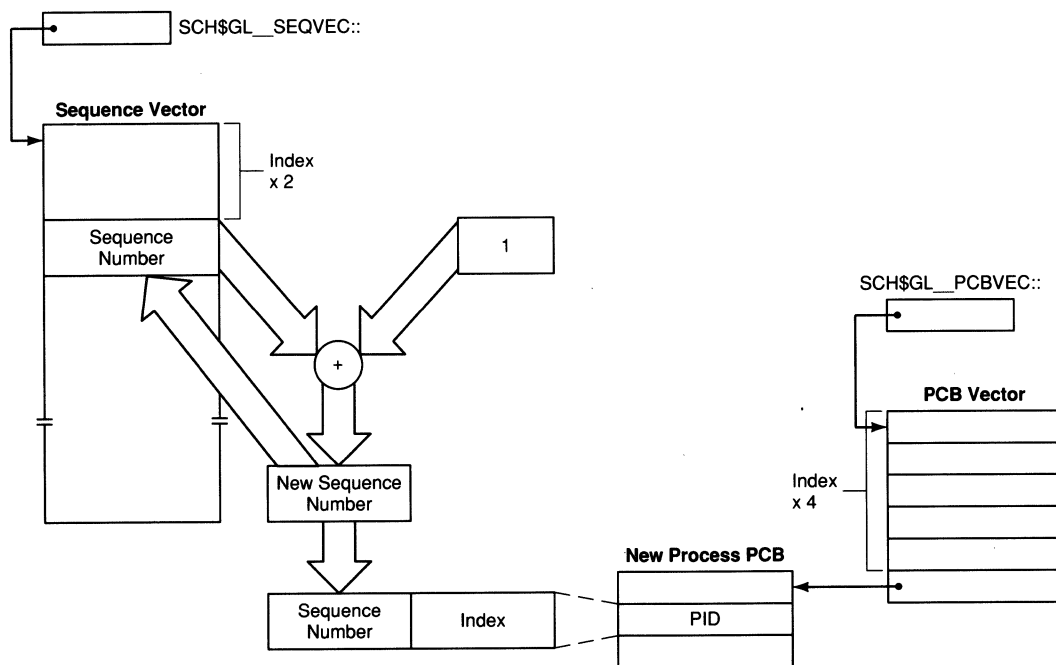 SCH$GL__SEQVEC::
Sequence Vector
Index
x 2
Sequence
Number
1
SCH$GL__PCBVEC::
+
PCB Vector
New Sequence
Number
Index
x 4
New Process PCB
Sequence
Number
Index
PID